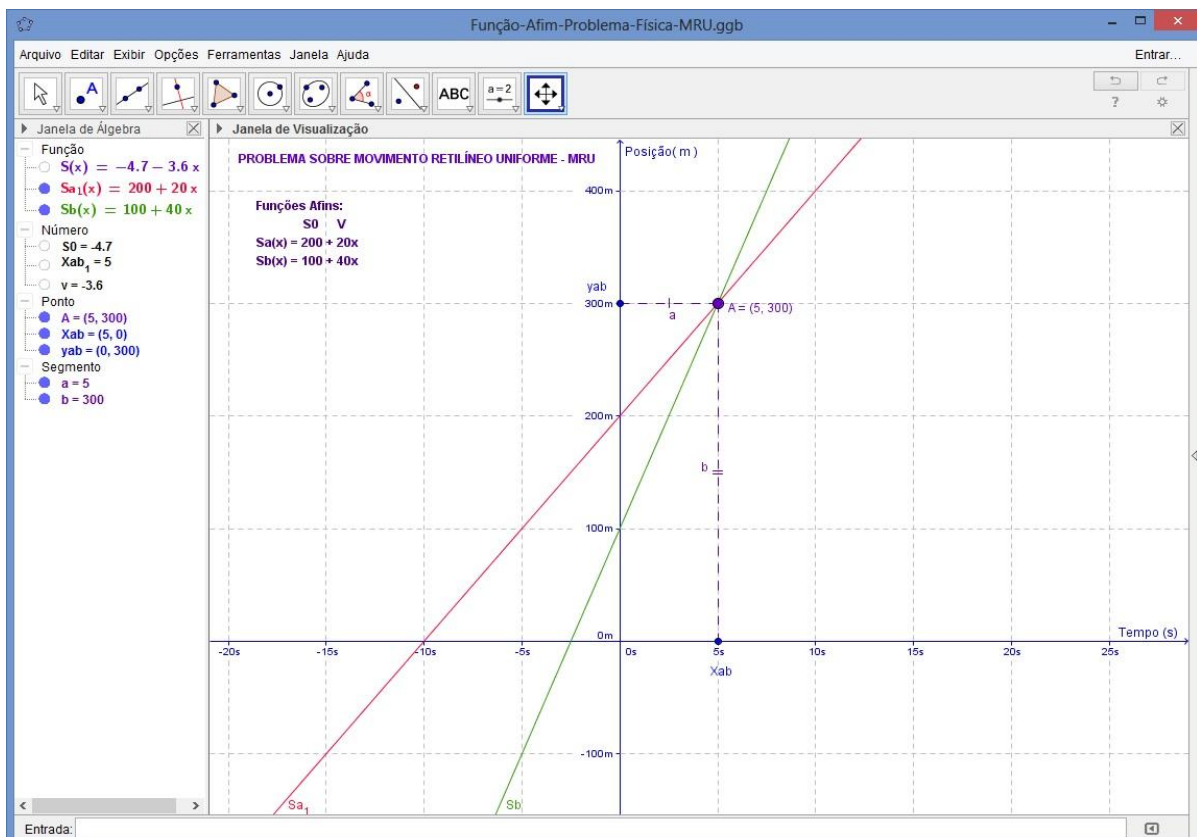 Função-Afim-Problema-Física-MRU.ggb
Arquivo Editar Exibir Opções Ferramentas Janela Ajuda
Entrar...
A
α
ABC
a=2
?
Janela de Álgebra
Janela de Visualização
Função
S(x) = −4.7 − 3.6 x
Sa₁(x) = 200 + 20 x
Sb(x) = 100 + 40 x
Número
S0 = -4.7
Xab₁ = 5
v = -3.6
Ponto
A = (5, 300)
Xab = (5, 0)
yab = (0, 300)
Segmento
a = 5
b = 300
PROBLEMA SOBRE MOVIMENTO RETILÍNEO UNIFORME - MRU
Funções Afins:
S0 V
Sa(x) = 200 + 20x
Sb(x) = 100 + 40x
Posição( m )
400m
yab
300m
a
A = (5, 300)
200m
b
100m
0m
Tempo (s)
-20s -15s -10s -5s 0s 5s 10s 15s 20s 25s
Xab
-100m
Sa₁
Sb
Entrada: